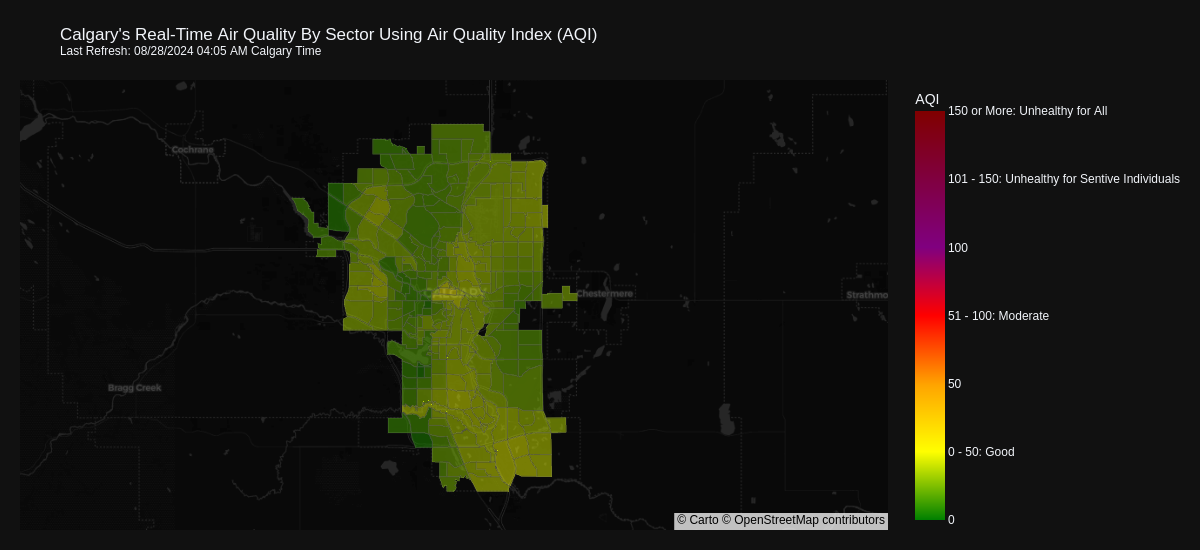 Calgary's Real-Time Air Quality By Sector Using Air Quality Index (AQI)
Last Refresh: 08/28/2024 04:05 AM Calgary Time
AQI
150 or More: Unhealthy for All
Cochrane
101 - 150: Unhealthy for Sentive Individuals
100
CALGARY
Chestermere
Strathmo
51 - 100: Moderate
50
Bragg Creek
0 - 50: Good
0
© Carto © OpenStreetMap contributors